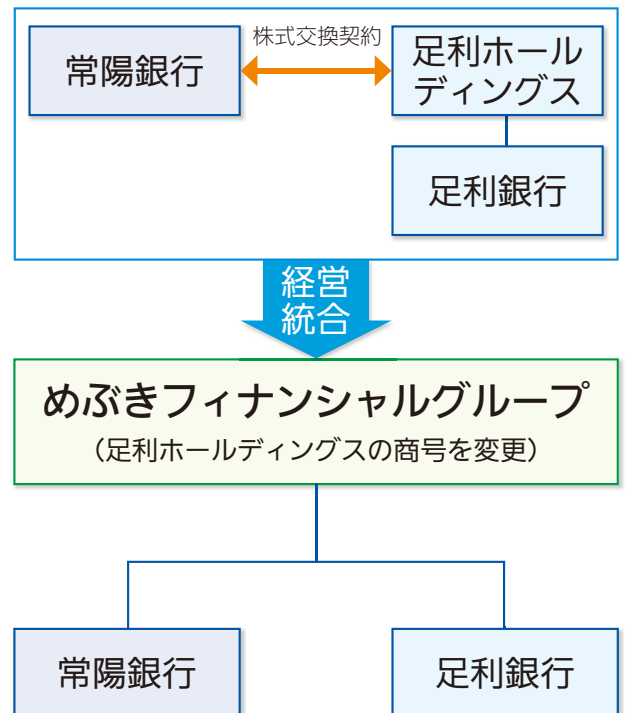 常陽銀行
株式交換契約
足利ホール
ディングス
足利銀行
経営
統合
めぶきフィナンシャルグループ
（足利ホールディングスの商号を変更）
常陽銀行
足利銀行